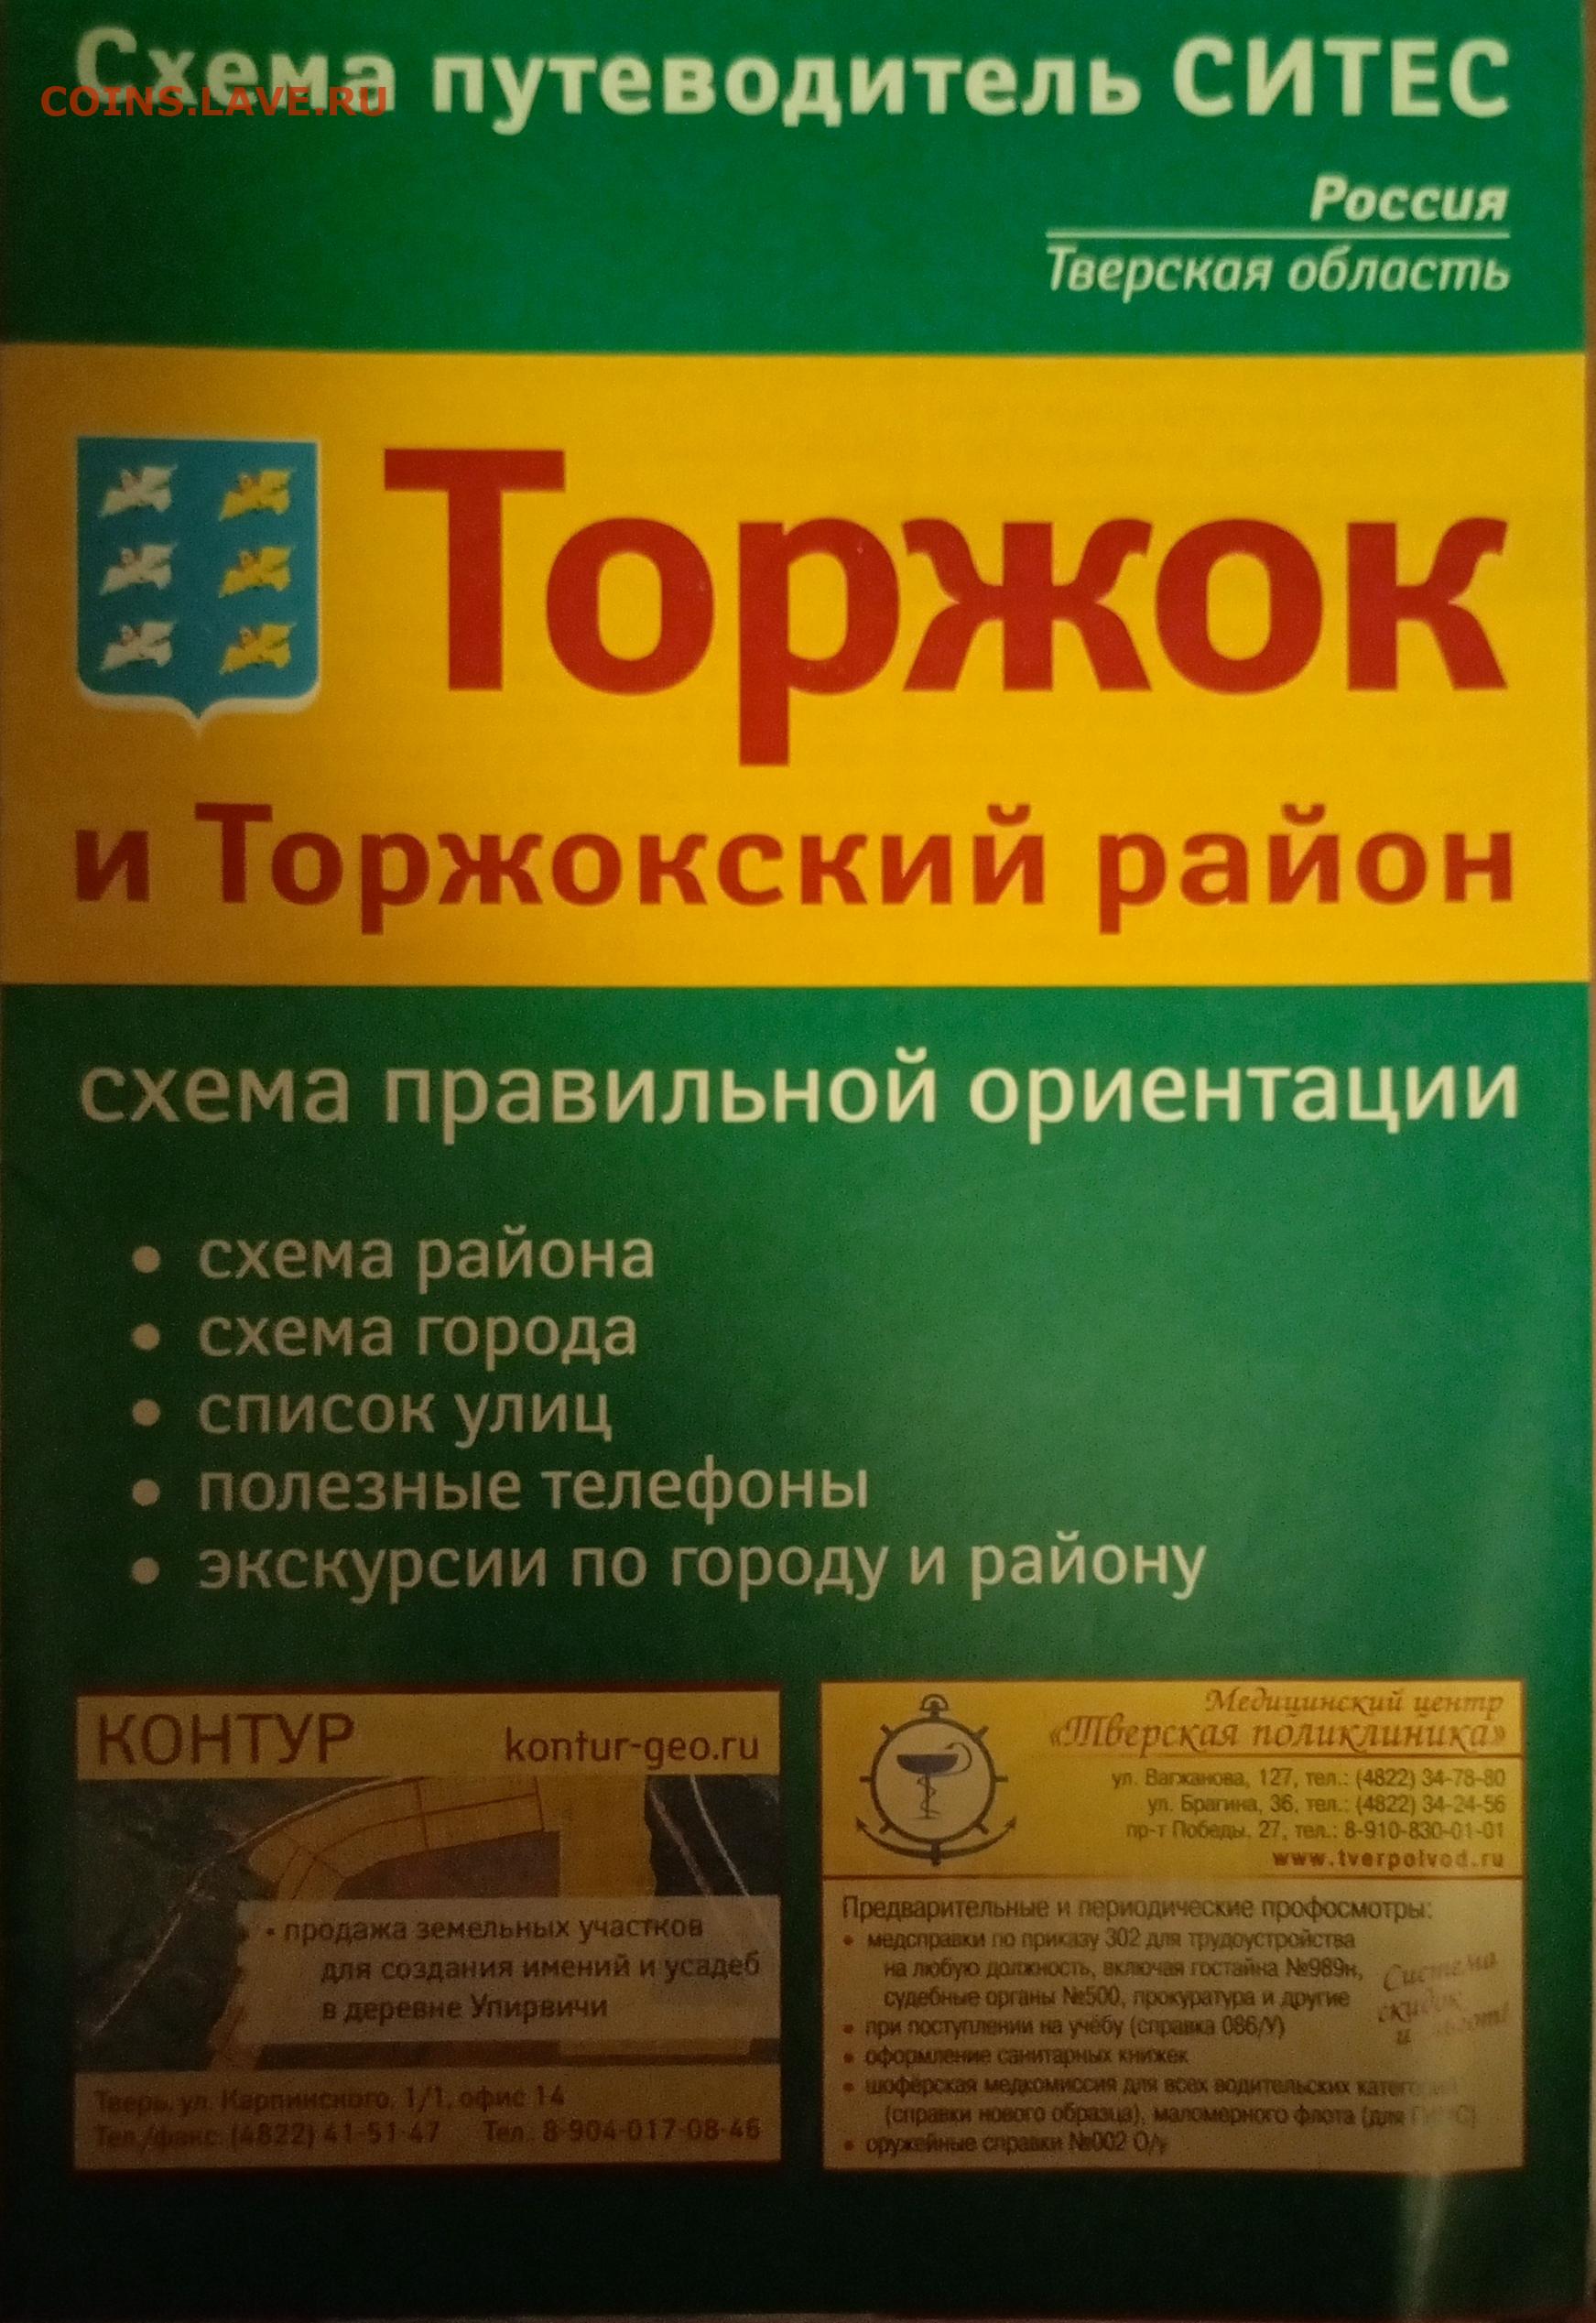 Схема путеводитель СИТЕС
COINS.LAVE.RU
Россия
Тверская область
Торжок
и Торжокский район
схема правильной ориентации
• схема района
• схема города
• список улиц
• полезные телефоны
• экскурсии по городу и району
КОНТУР kontur-geo.ru
• продажа земельных участков
для создания имений и усадеб
в деревне Упирвичи
Тверь, ул. Карпинского, 1/1, офис 14
Тел./факс: (4822) 41-51-47 Тел.: 8-904-017-08-46
Медицинский центр
«Тверская поликлиника»
ул. Вагжанова, 127, тел.: (4822) 34-78-80
ул. Брагина, 36, тел.: (4822) 34-24-56
пр-т Победы, 27, тел.: 8-910-830-01-01
www.tverpolvod.ru
Предварительные и периодические профосмотры:
• медсправки по приказу 302 для трудоустройства
на любую должность, включая гостайна №989н,
судебные органы №500, прокуратура и другие
• при поступлении на учёбу (справка 086/У)
• оформление санитарных книжек
• шофёрская медкомиссия для всех водительских
(справки нового образца), маломерного флота (для
• оружейные справки №002 О/у
Система
скидок
и